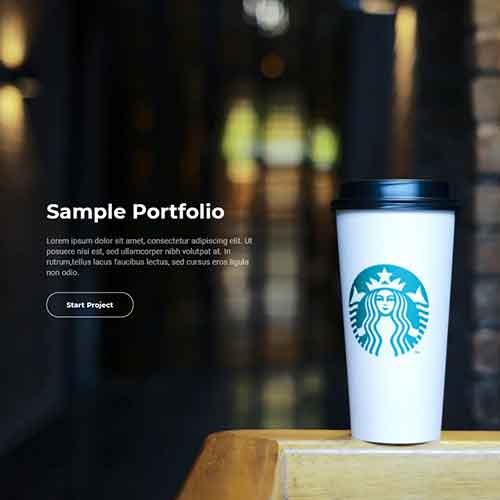 Sample Portfolio
Lorem ipsum dolor sit amet, consectetur adipiscing elit. Ut
posuere nisi est, sed ullamcorper nibh volutpat at. In
rutrum,tellus lacus faucibus lectus, sed cursus eros ligula
non odio.
Start Project